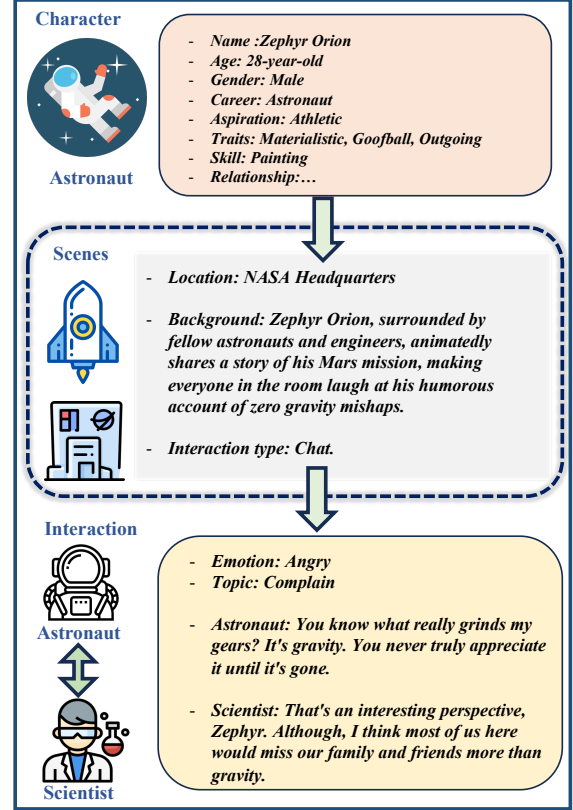 Character
- Name :Zephyr Orion
- Age: 28-year-old
- Gender: Male
- Career: Astronaut
- Aspiration: Athletic
- Traits: Materialistic, Goofball, Outgoing
- Skill: Painting
- Relationship:…
Astronaut
Scenes
- Location: NASA Headquarters
- Background: Zephyr Orion, surrounded by
fellow astronauts and engineers, animatedly
shares a story of his Mars mission, making
everyone in the room laugh at his humorous
account of zero gravity mishaps.
- Interaction type: Chat.
Interaction
Astronaut
Scientist
- Emotion: Angry
- Topic: Complain
- Astronaut: You know what really grinds my
gears? It's gravity. You never truly appreciate
it until it's gone.
- Scientist: That's an interesting perspective,
Zephyr. Although, I think most of us here
would miss our family and friends more than
gravity.